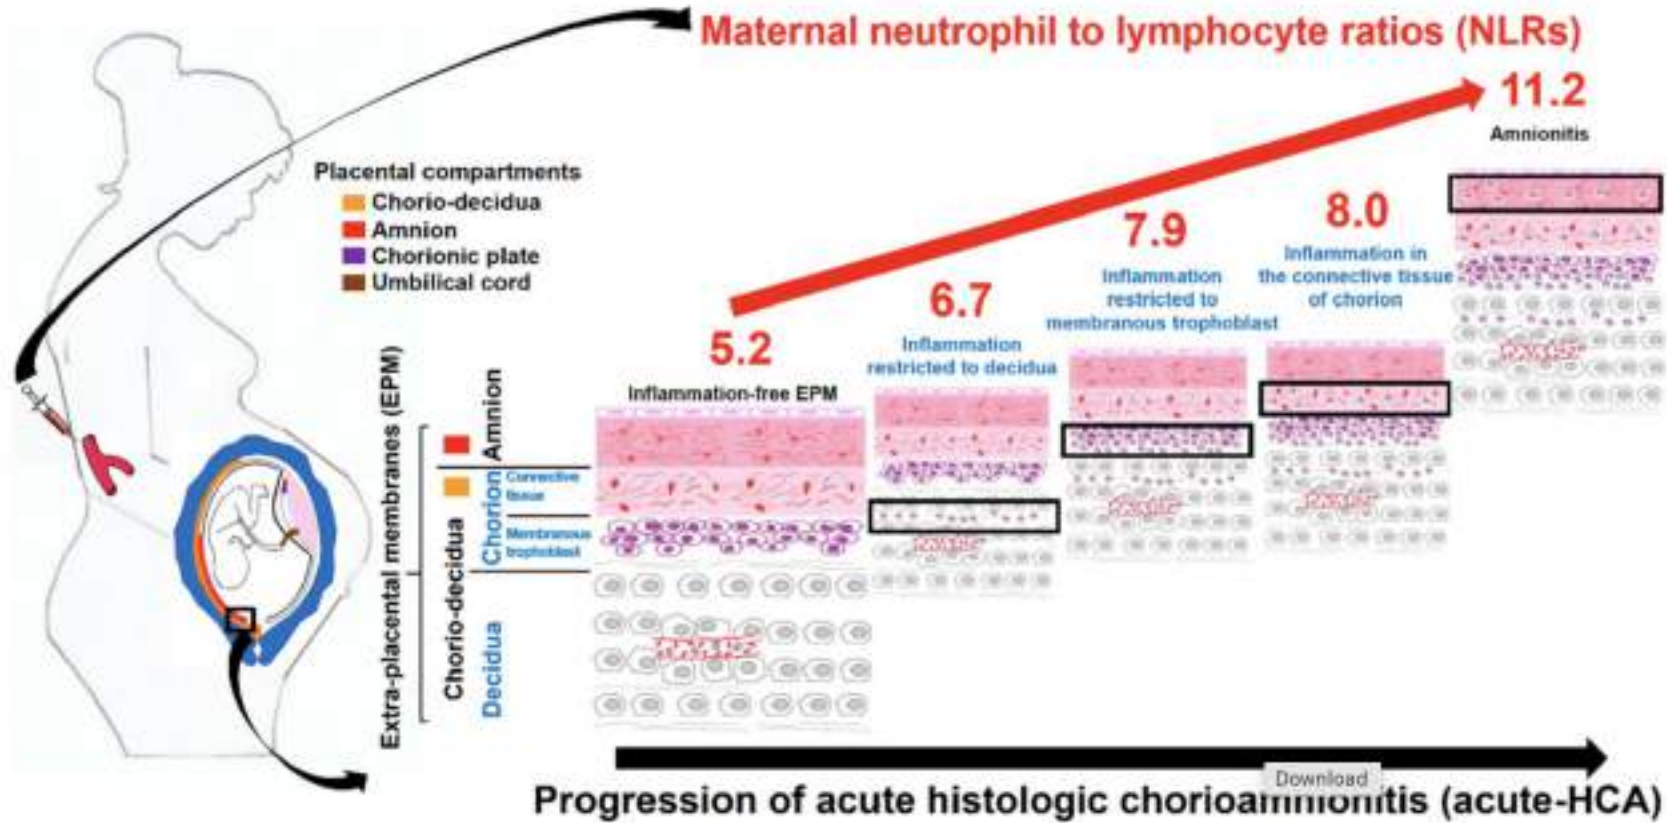 Maternal neutrophil to lymphocyte ratios (NLRs)
11.2
Amnionitis
Placental compartments
Chorio-decidua
Amnion
Chorionic plate
Umbilical cord
8.0
Inflammation in
the connective tissue
of chorion
7.9
Inflammation
restricted to
membranous trophoblast
6.7
Inflammation
restricted to decidua
5.2
Inflammation-free EPM
Extra-placental membranes (EPM)
Amnion
Chorio-decidua
Chorion
Connective
tissue
Membranous
trophoblast
Decidua
Download
Progression of acute histologic chorioamnionitis (acute-HCA)